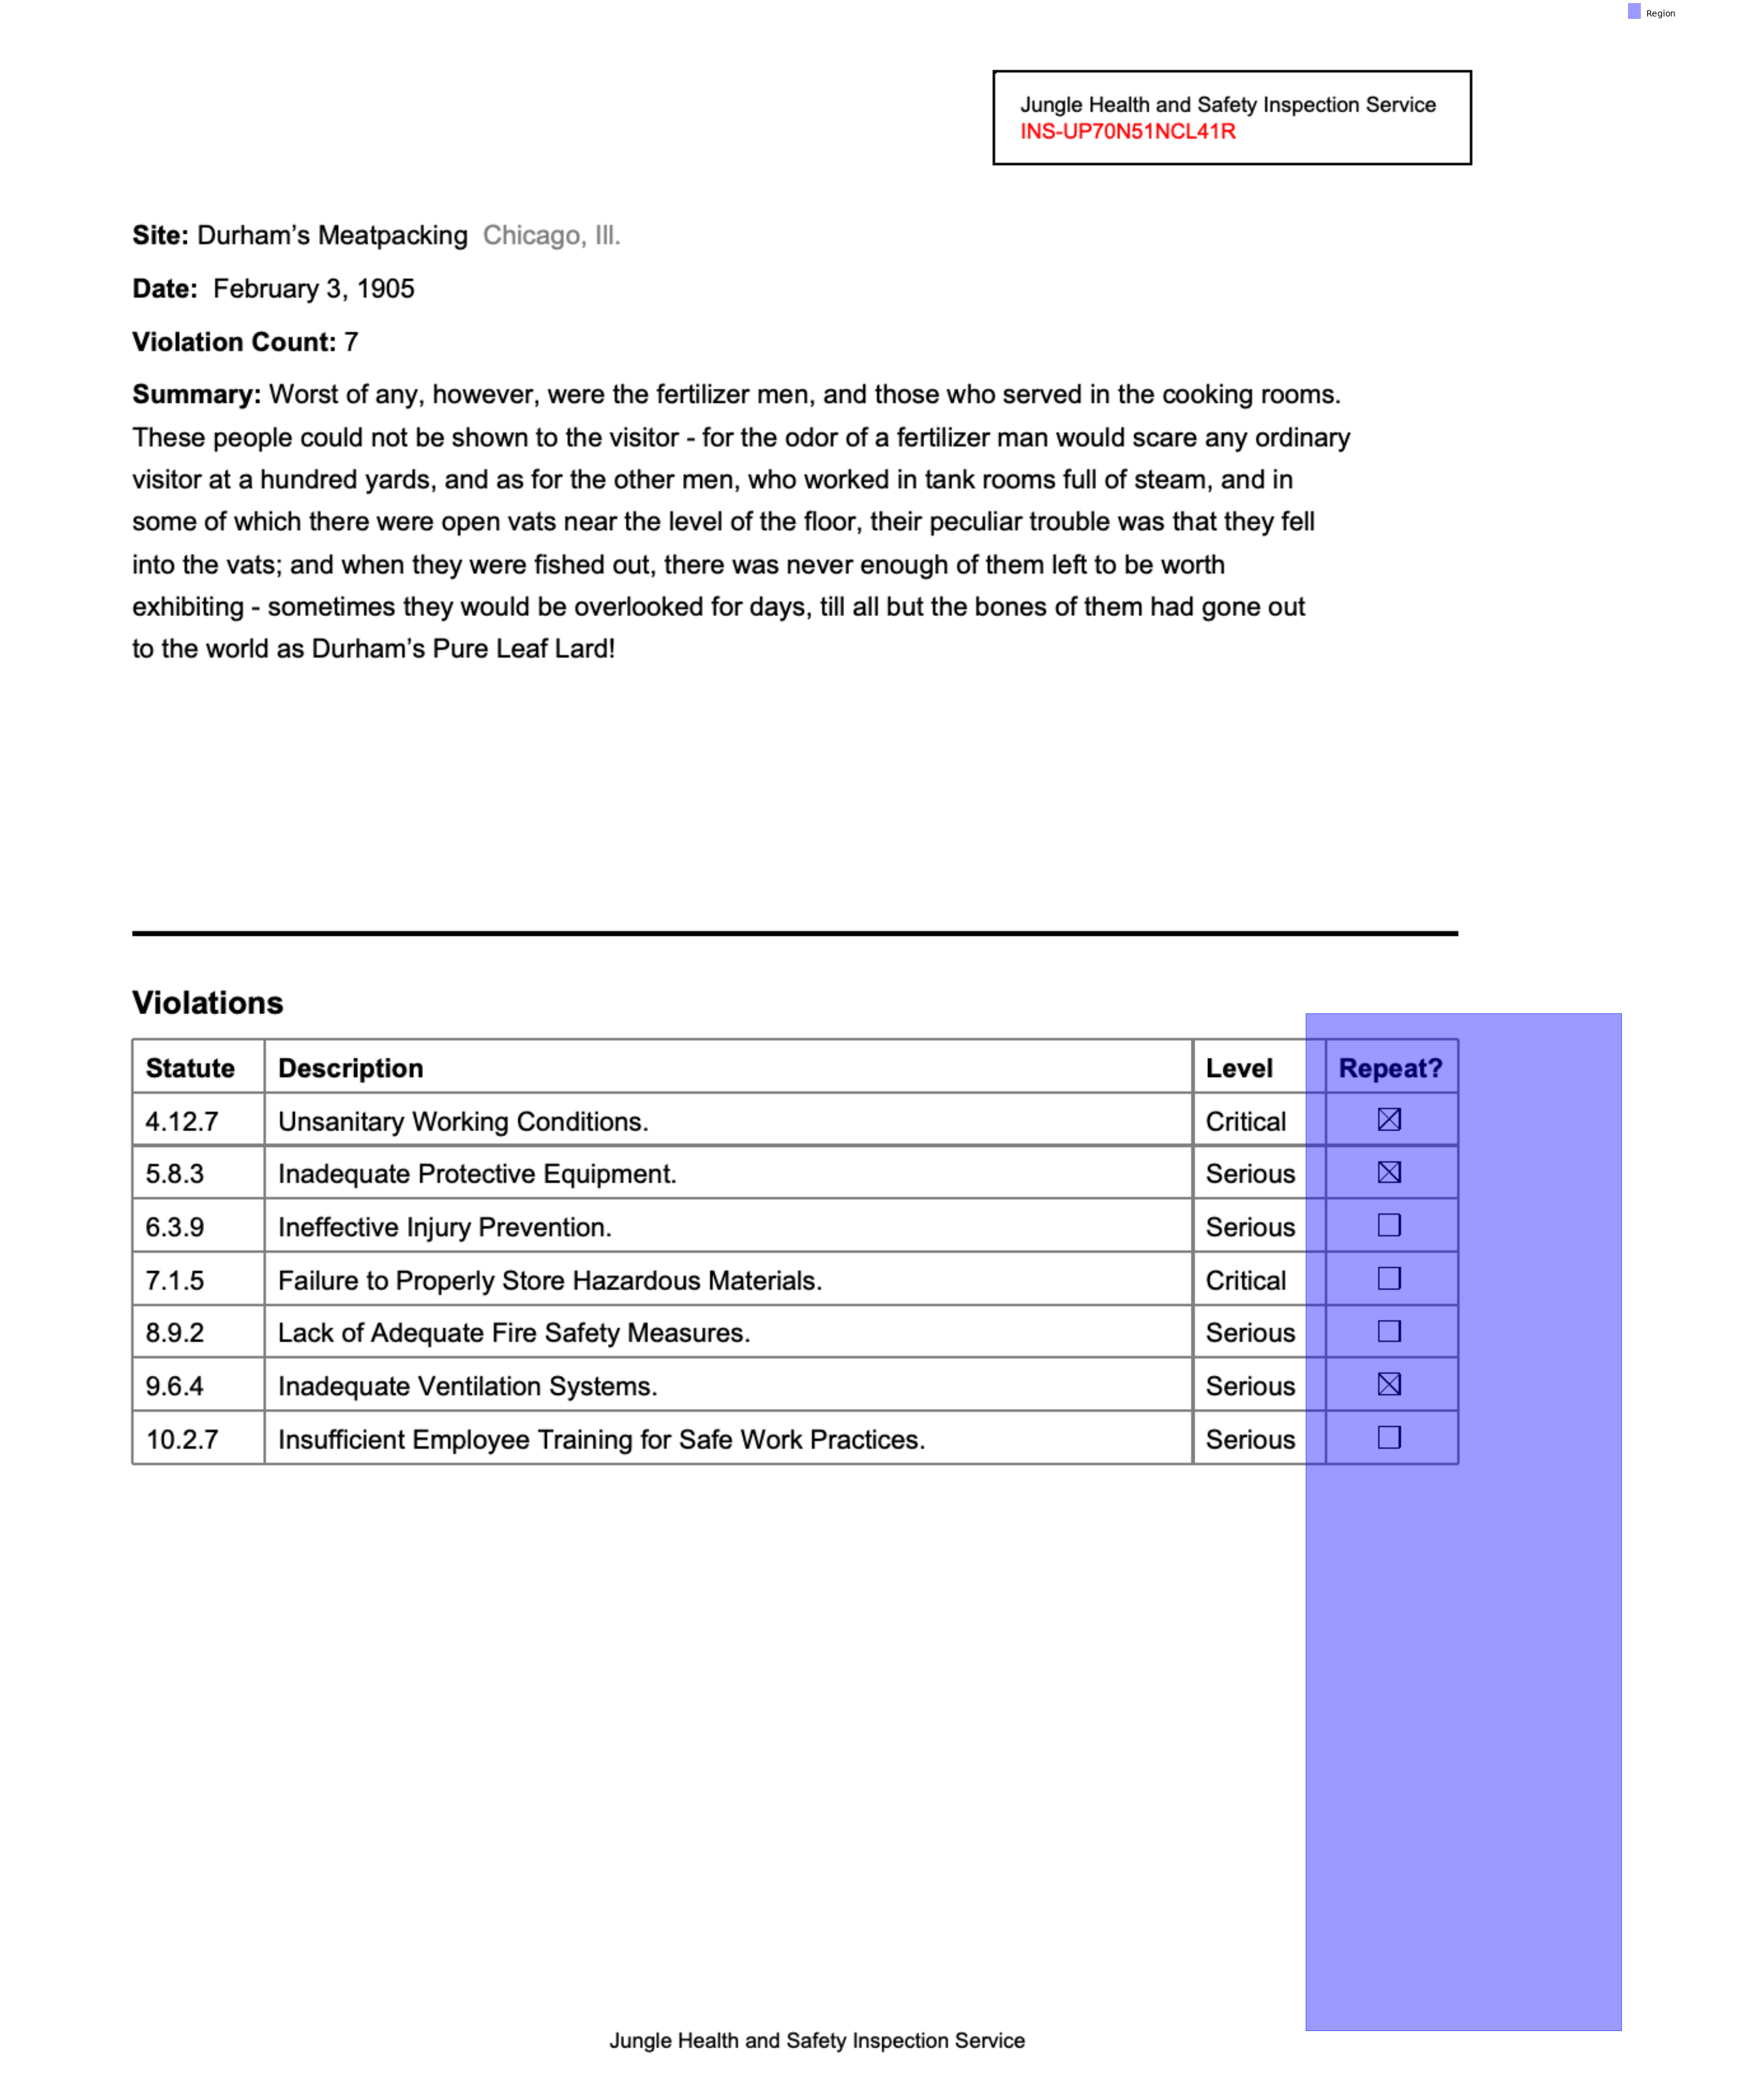 Region
Jungle Health and Safety Inspection Service
INS-UP70N51NCL41R
Site: Durham’s Meatpacking Chicago, Ill.
Date: February 3, 1905
Violation Count: 7
Summary: Worst of any, however, were the fertilizer men, and those who served in the cooking rooms.
These people could not be shown to the visitor - for the odor of a fertilizer man would scare any ordinary
visitor at a hundred yards, and as for the other men, who worked in tank rooms full of steam, and in
some of which there were open vats near the level of the floor, their peculiar trouble was that they fell
into the vats; and when they were fished out, there was never enough of them left to be worth
exhibiting - sometimes they would be overlooked for days, till all but the bones of them had gone out
to the world as Durham’s Pure Leaf Lard!
Violations
Statute Description Level Repeat?
4.12.7 Unsanitary Working Conditions. Critical ☒
5.8.3 Inadequate Protective Equipment. Serious ☒
6.3.9 Ineffective Injury Prevention. Serious ☐
7.1.5 Failure to Properly Store Hazardous Materials. Critical ☐
8.9.2 Lack of Adequate Fire Safety Measures. Serious ☐
9.6.4 Inadequate Ventilation Systems. Serious ☒
10.2.7 Insufficient Employee Training for Safe Work Practices. Serious ☐
Jungle Health and Safety Inspection Service